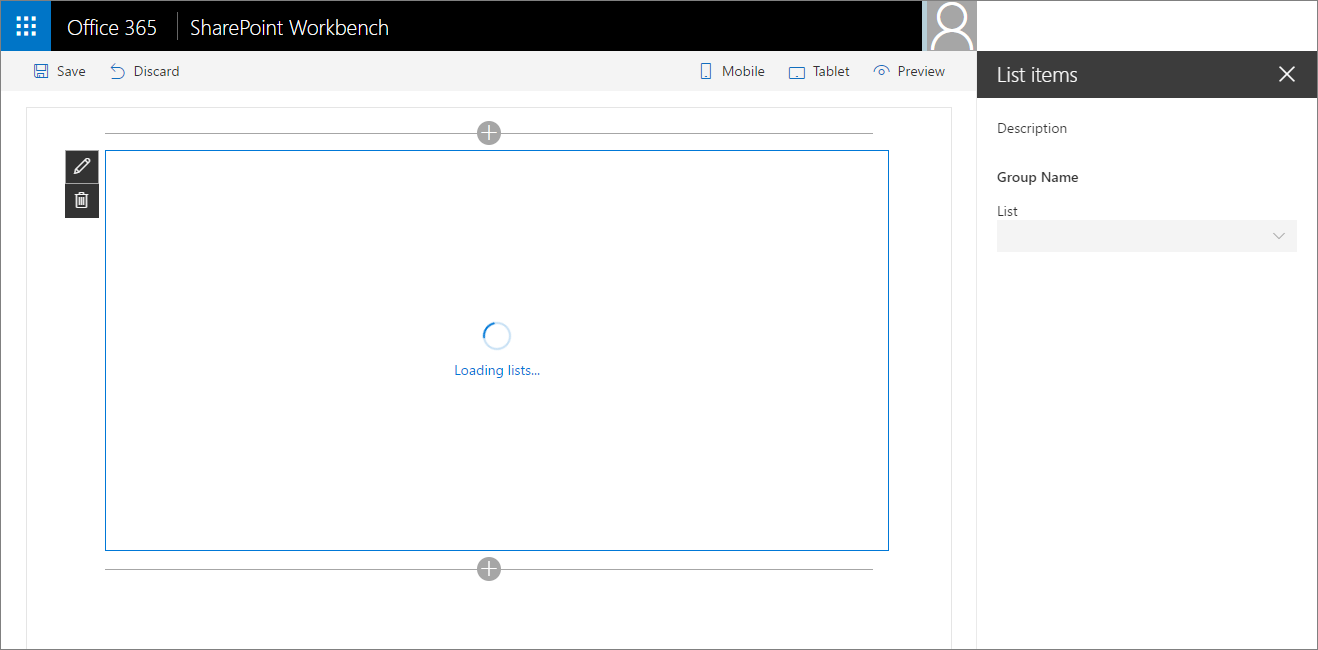 Office 365 SharePoint Workbench
Save Discard Mobile Tablet Preview
List items
Description
Group Name
List
Loading lists...